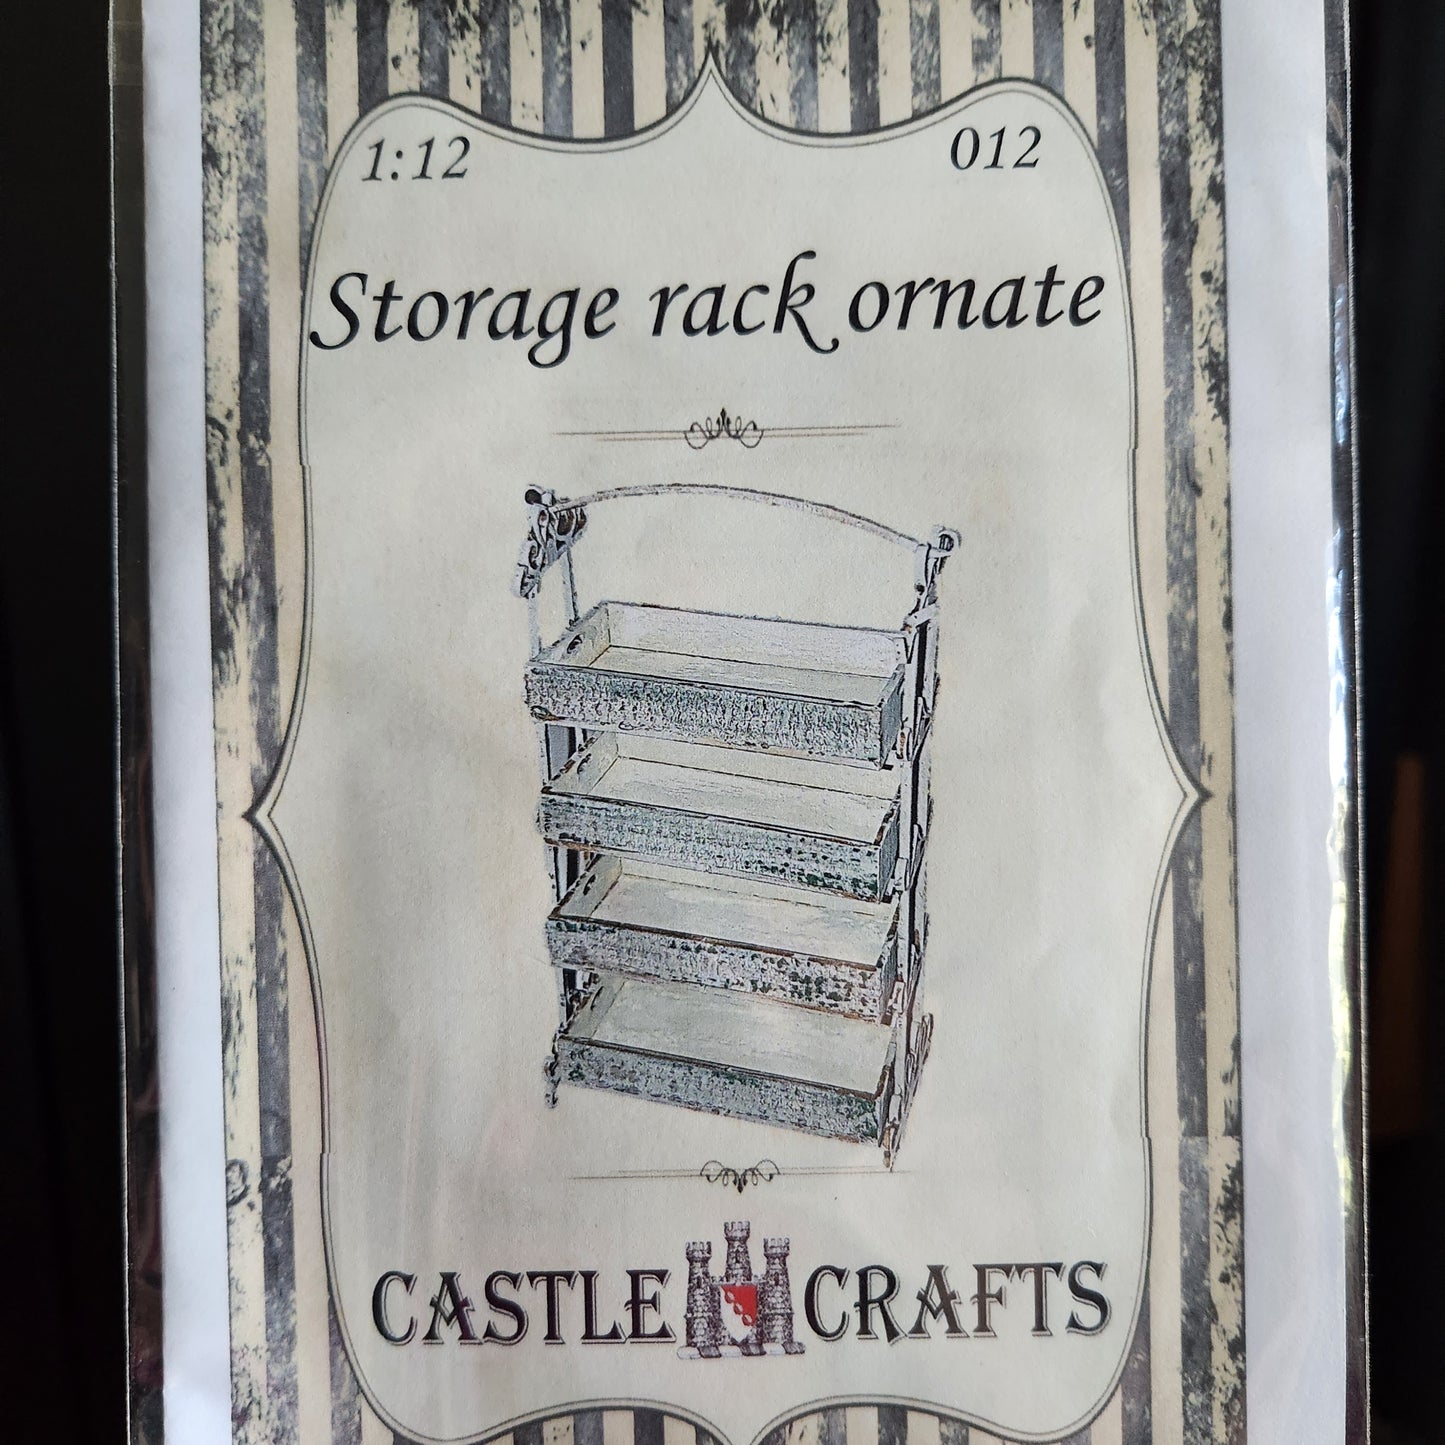 1:12 012
Storage rack ornate
CASTLE CRAFTS